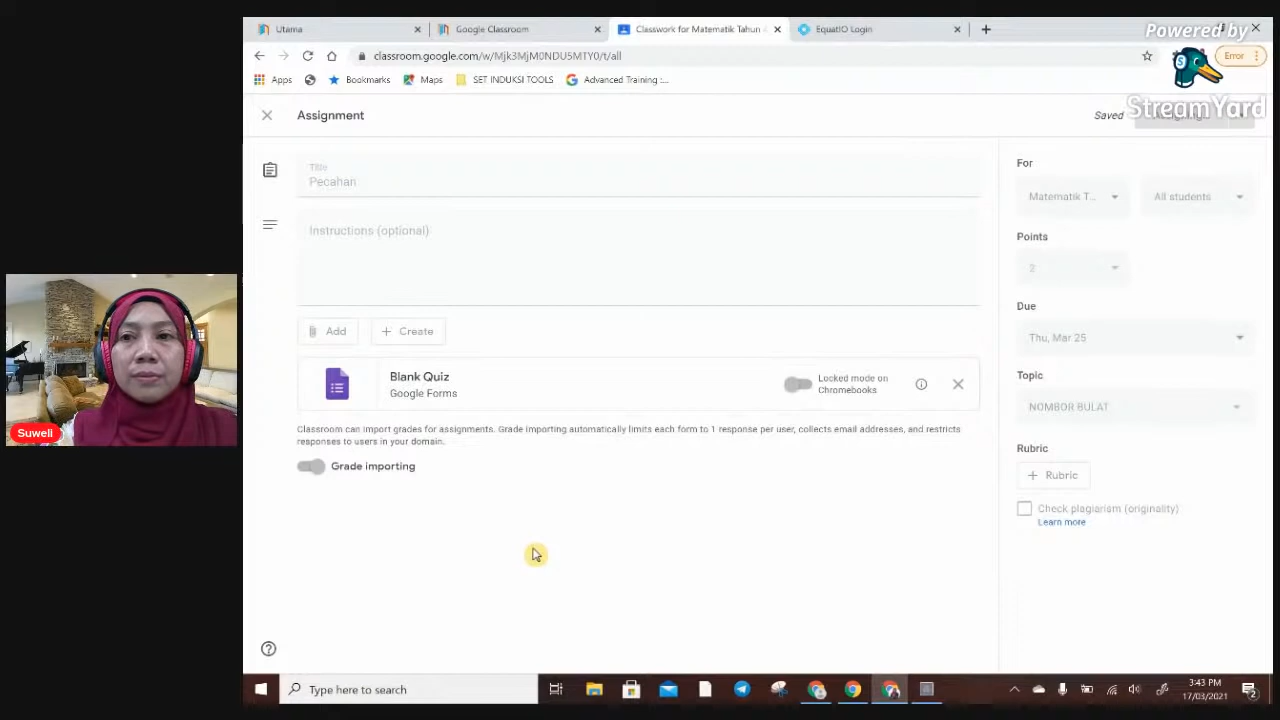 Utama
Google Classroom
Classwork for Matematik Tahun
EquatIO Login
Powered by
classroom.google.com/w/Mjk3MjM0NDU5MTY0/t/all
Error
Apps
Bookmarks
Maps
SET INDUKSI TOOLS
Advanced Training :...
StreamYard
Assignment
Saved
Title
Pecahan
For
Matematik T...
All students
Instructions (optional)
Points
2
Due
Add
Create
Thu, Mar 25
Blank Quiz
Google Forms
Locked mode on
Chromebooks
Topic
NOMBOR BULAT
Classroom can import grades for assignments. Grade importing automatically limits each form to 1 response per user, collects email addresses, and restricts
responses to users in your domain.
Suweli
Grade importing
Rubric
Rubric
Check plagiarism (originality)
Learn more
Type here to search
3:43 PM
17/03/2021
2